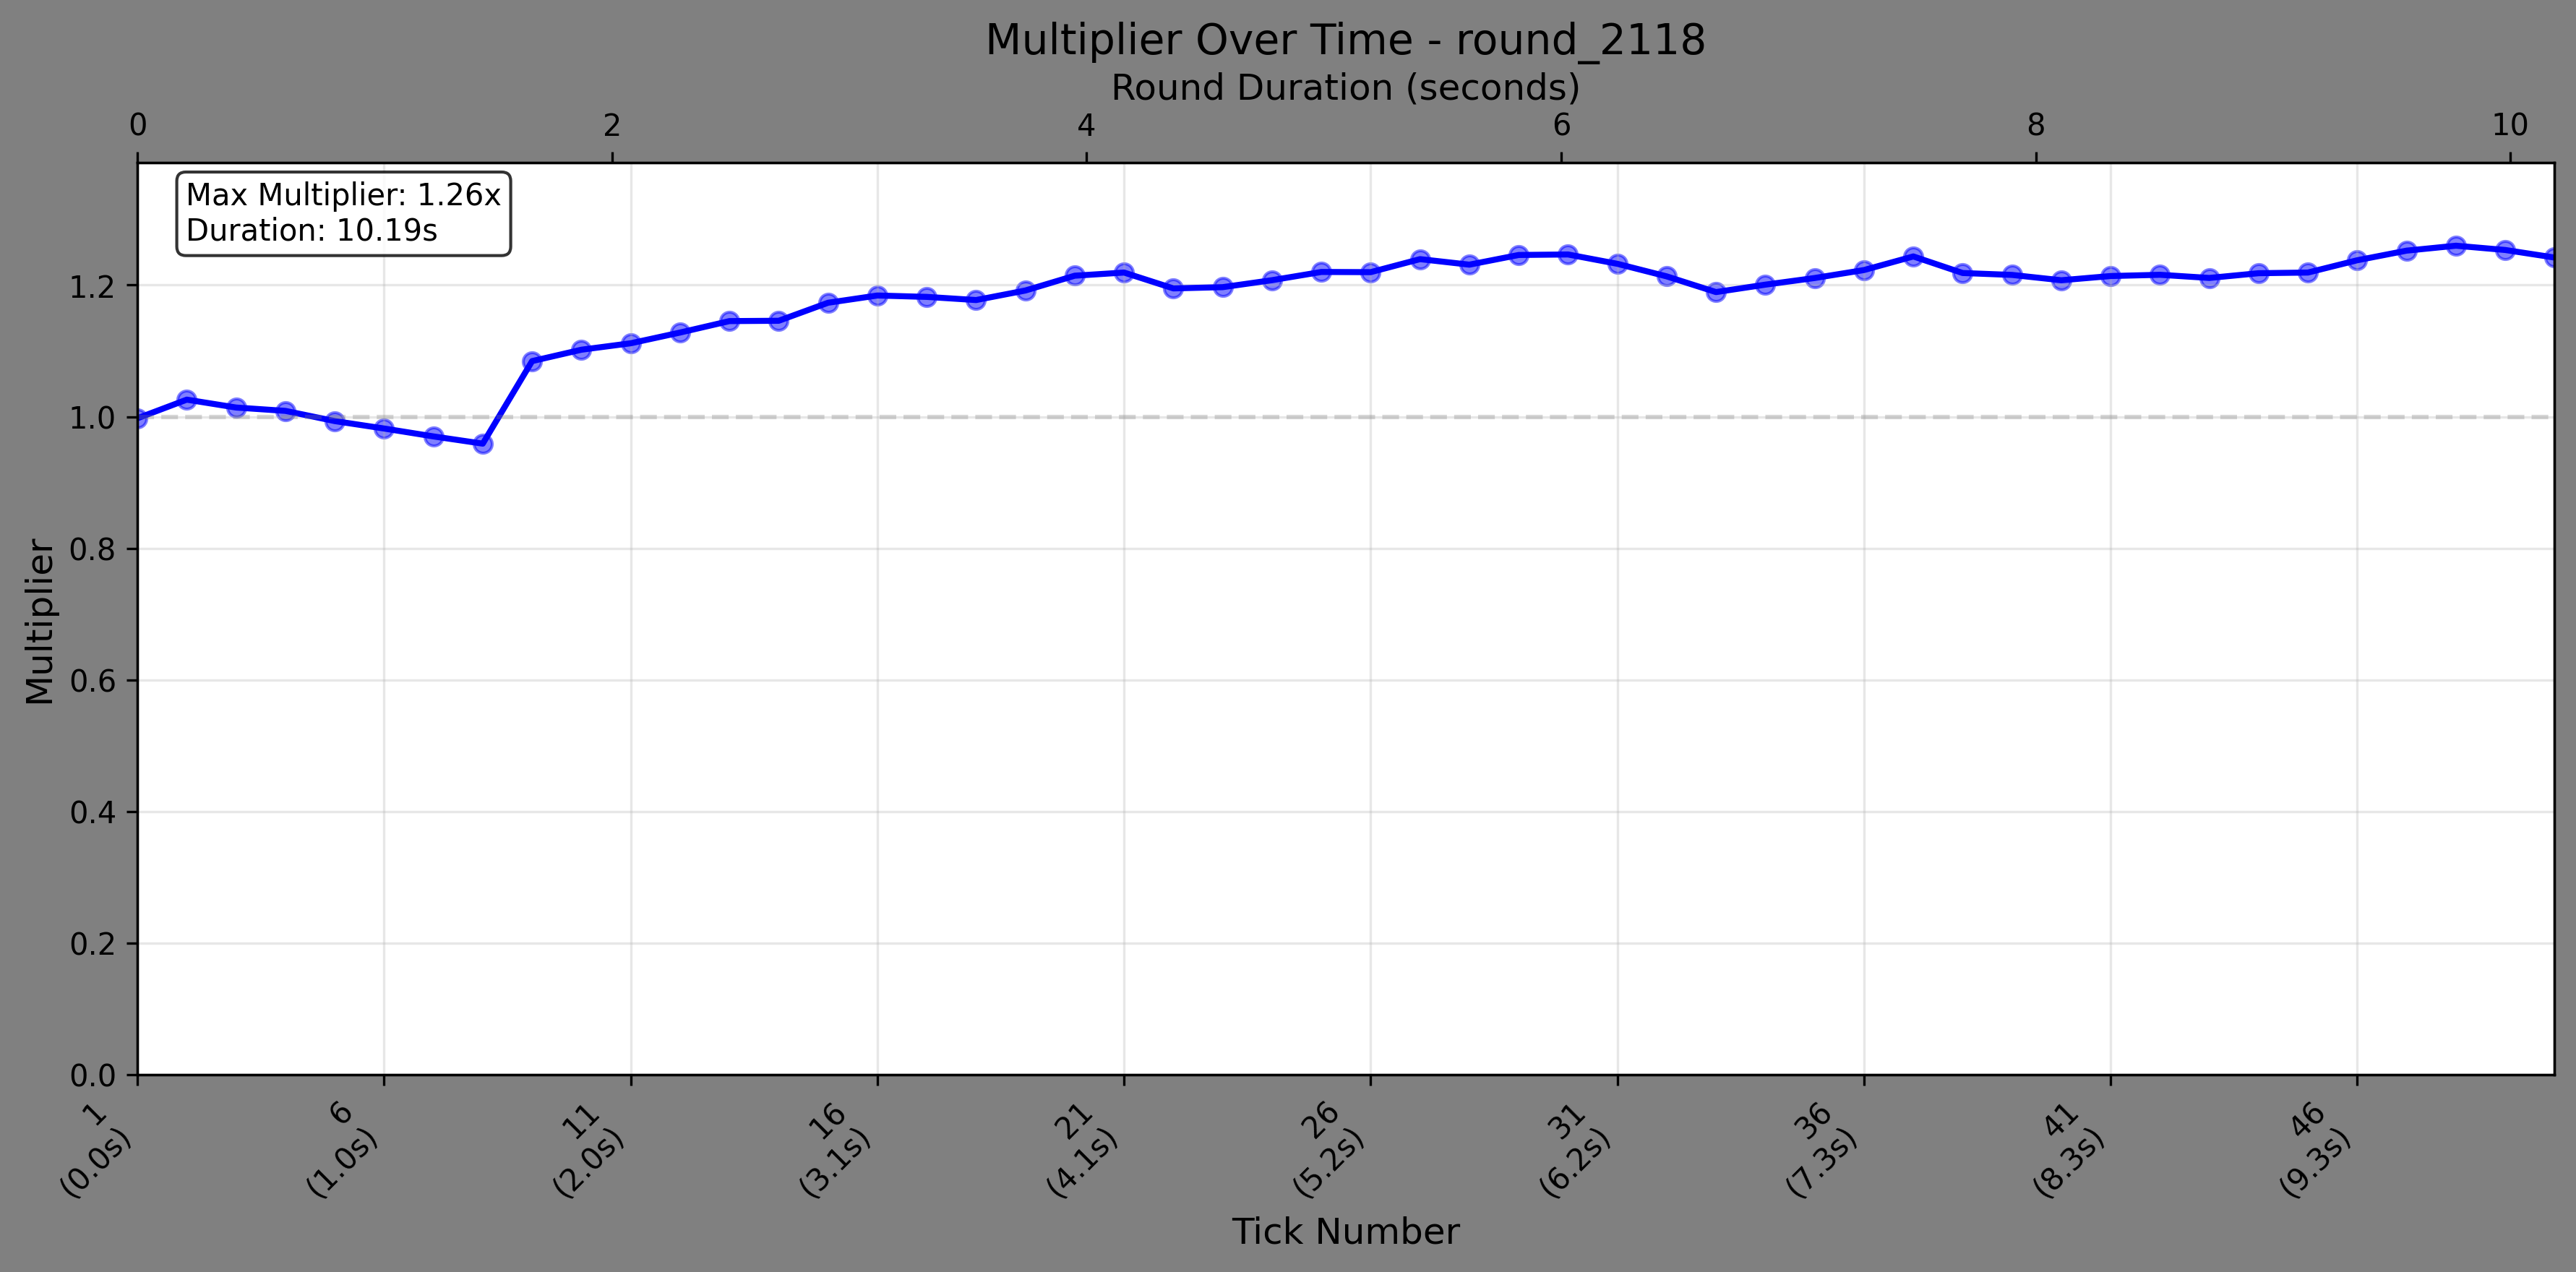 Multiplier Over Time - round_2118
Round Duration (seconds)
0 2 4 6 8 10
Max Multiplier: 1.26x
Duration: 10.19s
Multiplier
1.2
1.0
0.8
0.6
0.4
0.2
0.0
1 6 11 16 21 26 31 36 41 46
(0.0s) (1.0s) (2.0s) (3.1s) (4.1s) (5.2s) (6.2s) (7.3s) (8.3s) (9.3s)
Tick Number